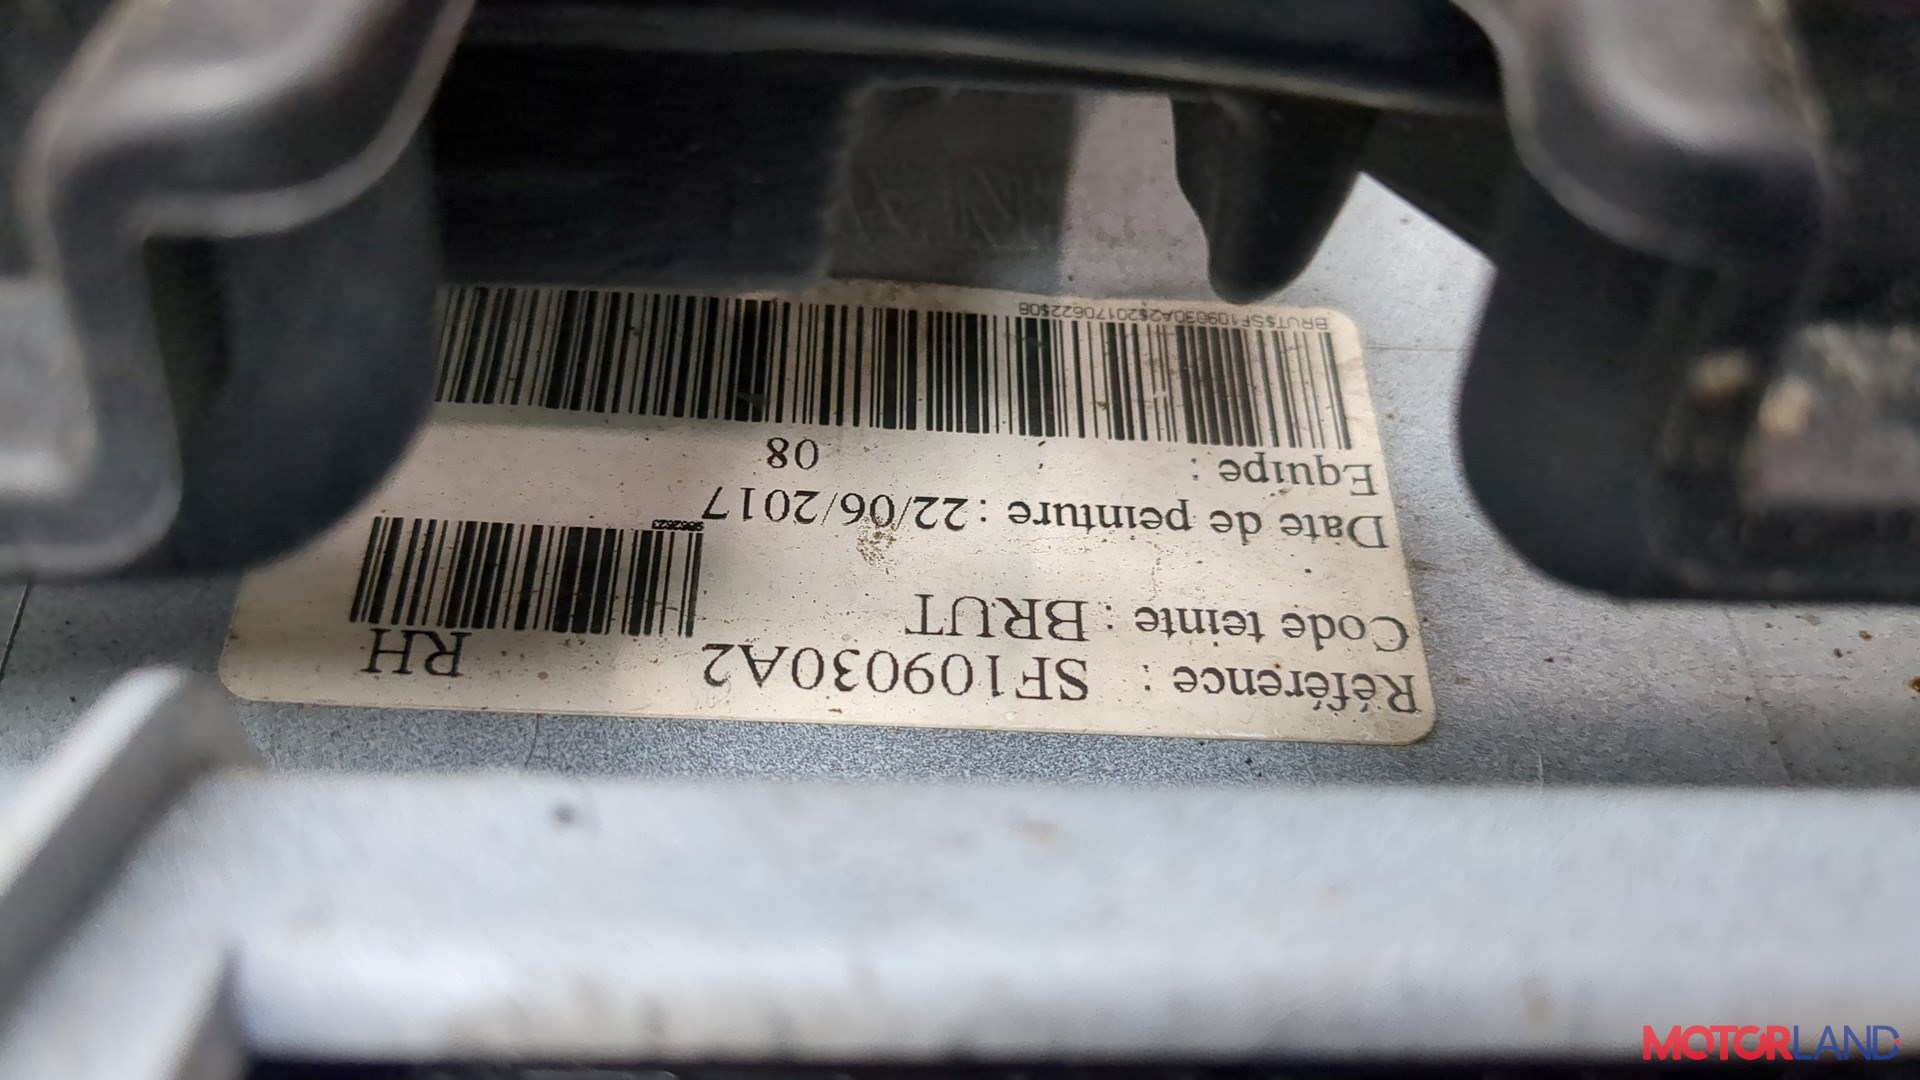 Référence : SF109030A2 RH
Code teinte : BRUT
9862623
Date de peinture : 22/06/2017
Equipe : 08
BRUT$SF109030A2$20170622$08
MOTORLAND